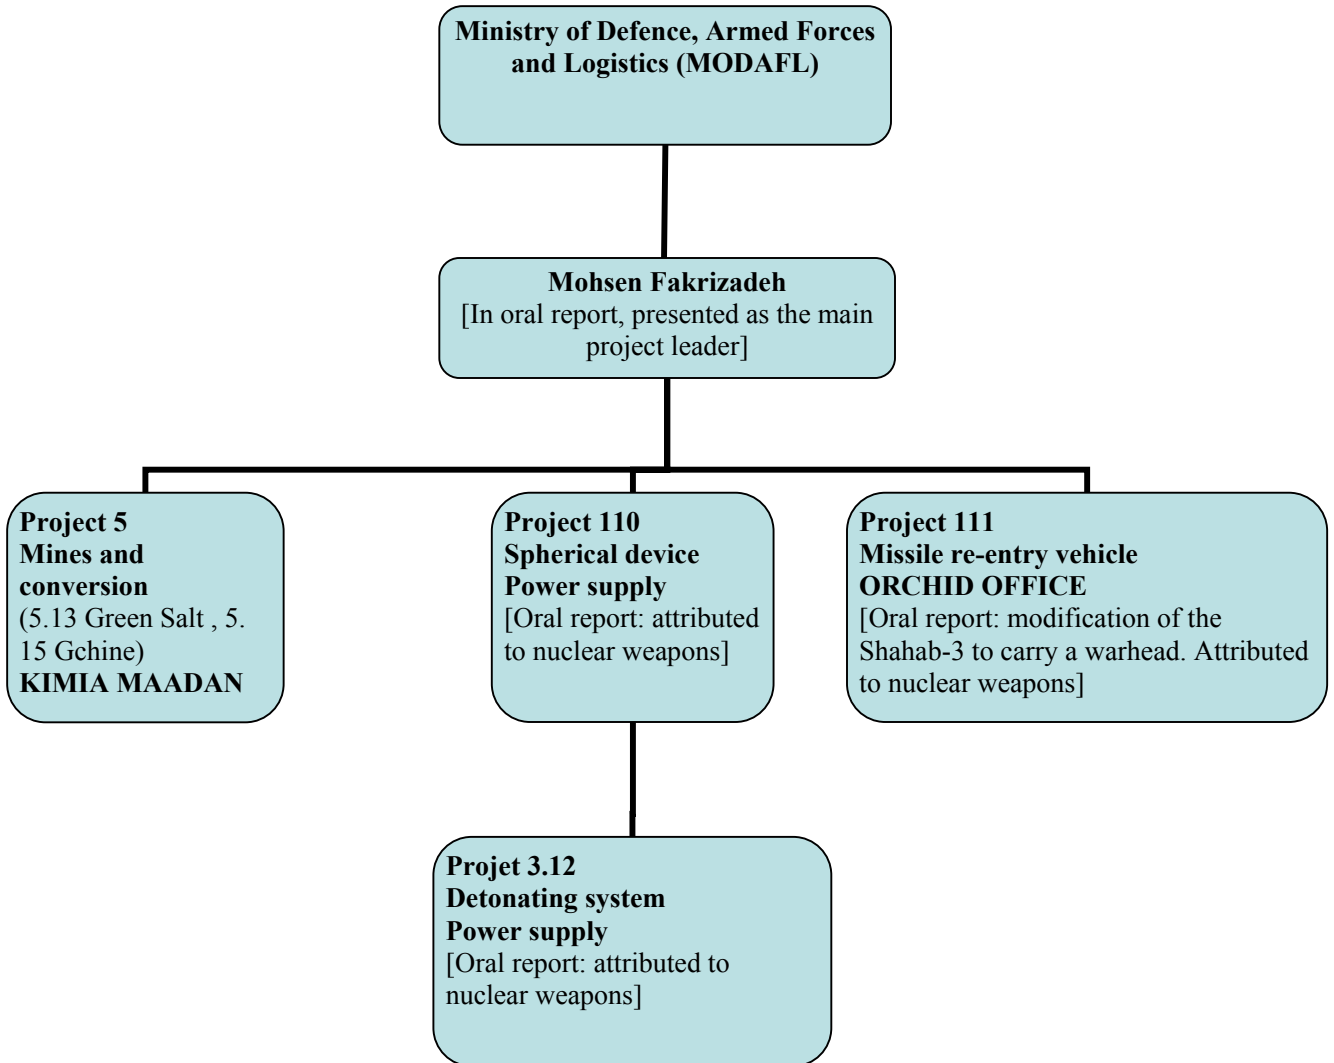 Ministry of Defence, Armed Forces
and Logistics (MODAFL)
Mohsen Fakrizadeh
[In oral report, presented as the main
project leader]
Project 5
Mines and
conversion
(5.13 Green Salt , 5.
15 Gchine)
KIMIA MAADAN
Project 110
Spherical device
Power supply
[Oral report: attributed
to nuclear weapons]
Project 111
Missile re-entry vehicle
ORCHID OFFICE
[Oral report: modification of the
Shahab-3 to carry a warhead. Attributed
to nuclear weapons]
Projet 3.12
Detonating system
Power supply
[Oral report: attributed to
nuclear weapons]